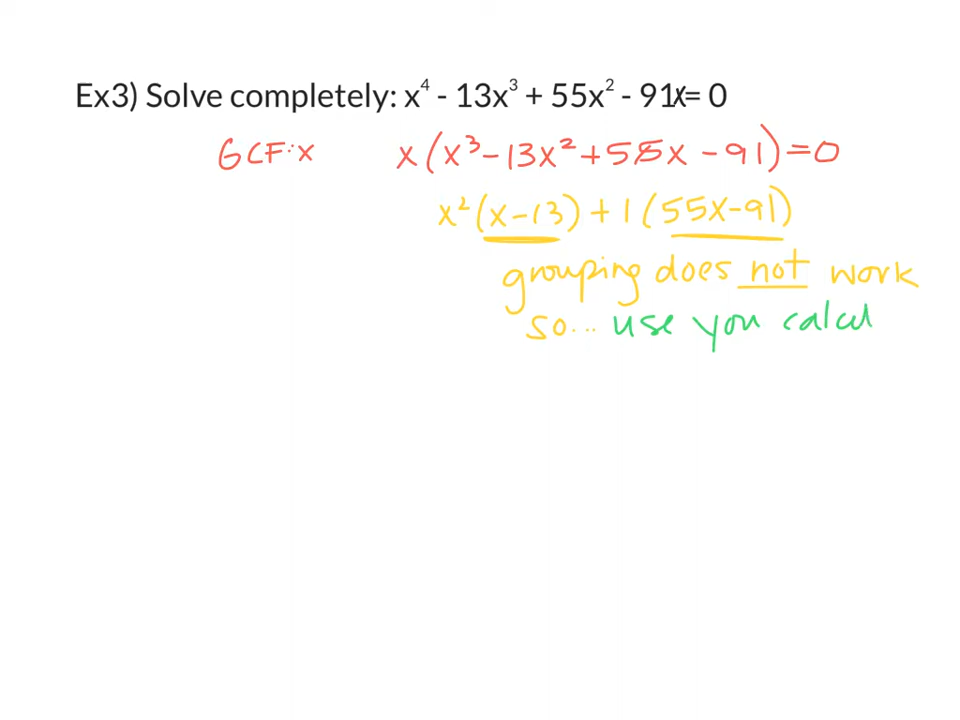 Ex3) Solve completely: x⁴ - 13x³ + 55x² - 91x = 0
GCF: x x(x³ - 13x² + 55x - 91) = 0
x²(x - 13) + 1(55x - 91)
grouping does not work
so... use you calcul